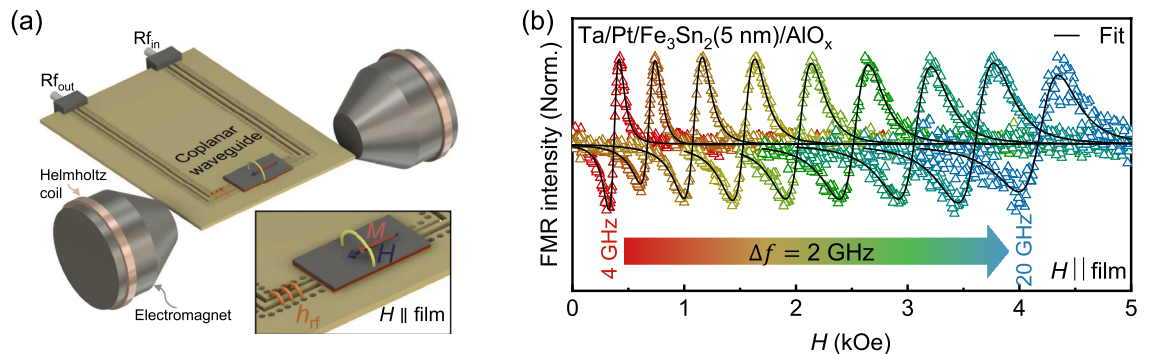 (a)
Rf_in
Rf_out
Coplanar
waveguide
Helmholtz
coil
Electromagnet
M
H
h_rf
H ∥ film
(b)
Ta/Pt/Fe₃Sn₂(5 nm)/AlOₓ
Fit
FMR intensity (Norm.)
4 GHz
Δf = 2 GHz
20 GHz
H || film
0 1 2 3 4 5
H (kOe)